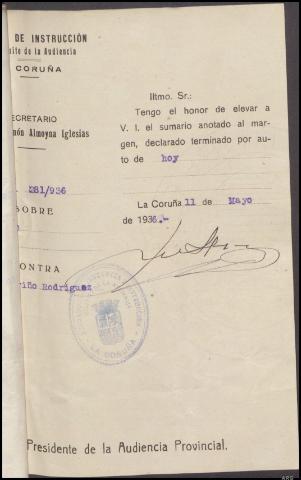 DE INSTRUCCIÓN
ito de la Audiencia
CORUÑA
ECRETARIO
món Almoyna Iglesias
281/936
SOBRE
ONTRA
riño Rodríguez
Iltmo. Sr.:
Tengo el honor de elevar a
V. I. el sumario anotado al mar-
gen, declarado terminado por au-
to de hoy
La Coruña 11 de Mayo
de 1936.-
LA CORUÑA
Presidente de la Audiencia Provincial.